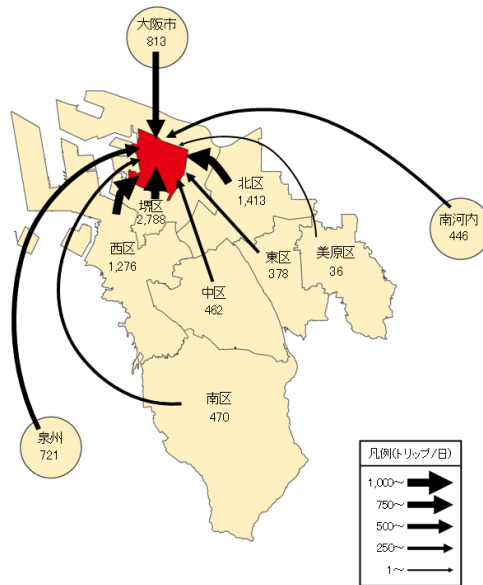 大阪市
813
北区
1,413
堺区
2,788
南河内
446
西区
1,276
東区
378
美原区
36
中区
462
南区
470
泉州
721
凡例(トリップ/日)
1,000～
750～
500～
250～
1～